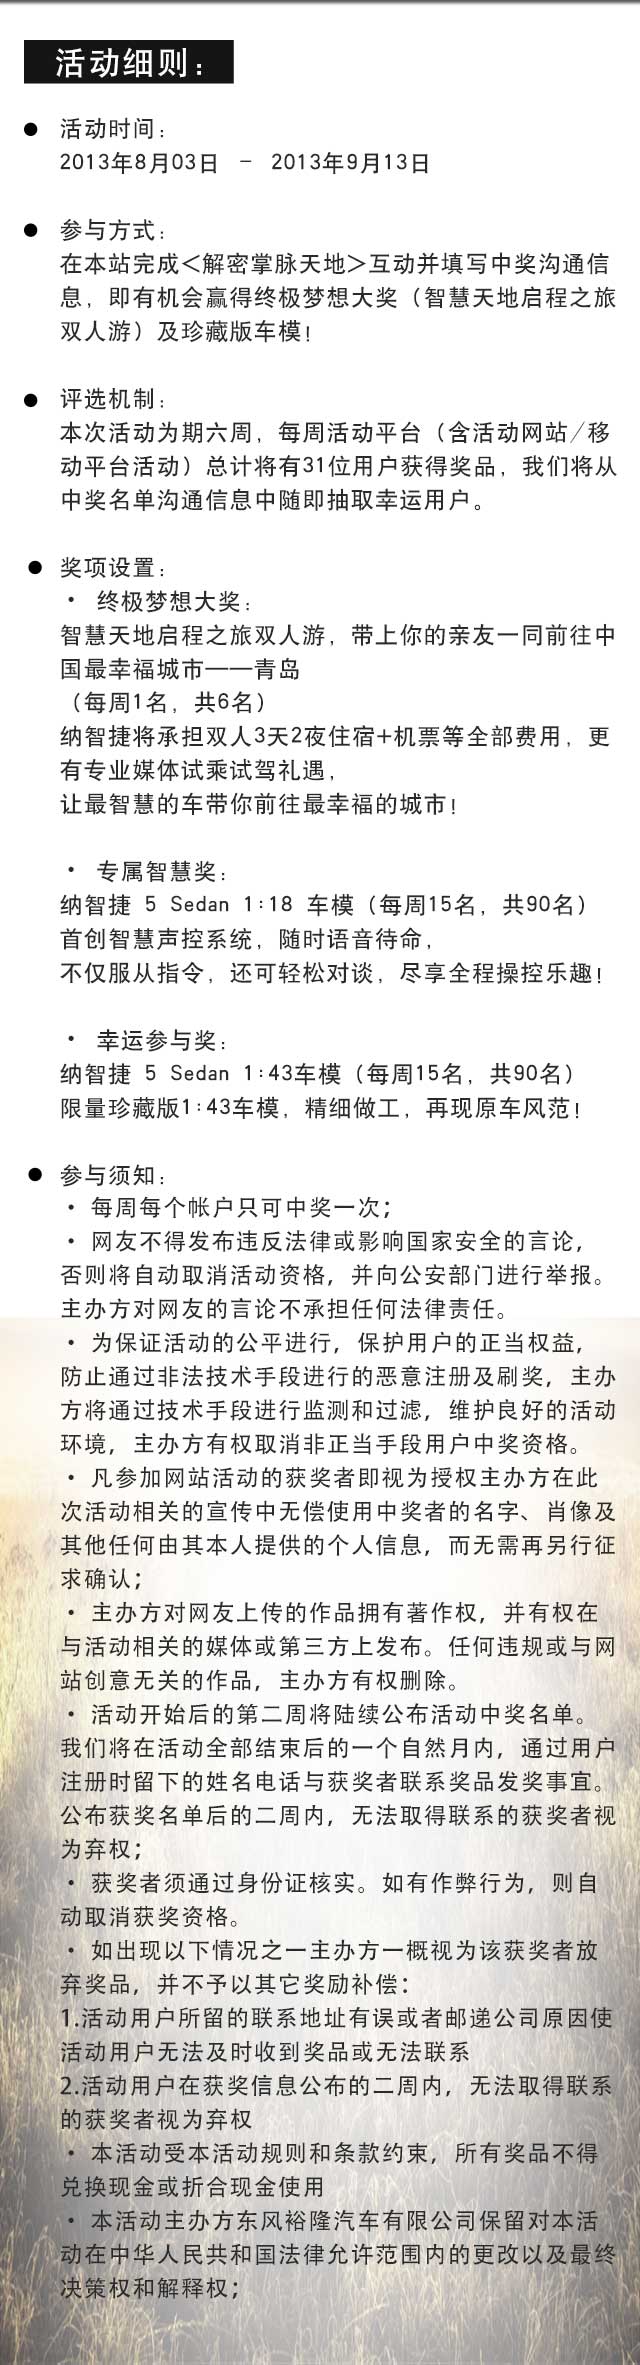 活动细则：
● 活动时间：
2013年8月03日 - 2013年9月13日
● 参与方式：
在本站完成<解密掌脉天地>互动并填写中奖沟通信
息，即有机会赢得终极梦想大奖（智慧天地启程之旅
双人游）及珍藏版车模！
● 评选机制：
本次活动为期六周，每周活动平台（含活动网站/移
动平台活动）总计将有31位用户获得奖品，我们将从
中奖名单沟通信息中随即抽取幸运用户。
● 奖项设置：
· 终极梦想大奖：
智慧天地启程之旅双人游，带上你的亲友一同前往中
国最幸福城市——青岛
（每周1名，共6名）
纳智捷将承担双人3天2夜住宿+机票等全部费用，更
有专业媒体试乘试驾礼遇，
让最智慧的车带你前往最幸福的城市！
· 专属智慧奖：
纳智捷 5 Sedan 1:18 车模（每周15名，共90名）
首创智慧声控系统，随时语音待命，
不仅服从指令，还可轻松对谈，尽享全程操控乐趣！
· 幸运参与奖：
纳智捷 5 Sedan 1:43车模（每周15名，共90名）
限量珍藏版1:43车模，精细做工，再现原车风范！
● 参与须知：
· 每周每个帐户只可中奖一次；
· 网友不得发布违反法律或影响国家安全的言论，
否则将自动取消活动资格，并向公安部门进行举报。
主办方对网友的言论不承担任何法律责任。
· 为保证活动的公平进行，保护用户的正当权益，
防止通过非法技术手段进行的恶意注册及刷奖，主办
方将通过技术手段进行监测和过滤，维护良好的活动
环境，主办方有权取消非正当手段用户中奖资格。
· 凡参加网站活动的获奖者即视为授权主办方在此
次活动相关的宣传中无偿使用中奖者的名字、肖像及
其他任何由其本人提供的个人信息，而无需再另行征
求确认；
· 主办方对网友上传的作品拥有著作权，并有权在
与活动相关的媒体或第三方上发布。任何违规或与网
站创意无关的作品，主办方有权删除。
· 活动开始后的第二周将陆续公布活动中奖名单。
我们将在活动全部结束后的一个自然月内，通过用户
注册时留下的姓名电话与获奖者联系奖品发奖事宜。
公布获奖名单后的二周内，无法取得联系的获奖者视
为弃权；
· 获奖者须通过身份证核实。如有作弊行为，则自
动取消获奖资格。
· 如出现以下情况之一主办方一概视为该获奖者放
弃奖品，并不予以其它奖励补偿：
1.活动用户所留的联系地址有误或者邮递公司原因使
活动用户无法及时收到奖品或无法联系
2.活动用户在获奖信息公布的二周内，无法取得联系
的获奖者视为弃权
· 本活动受本活动规则和条款约束，所有奖品不得
兑换现金或折合现金使用
· 本活动主办方东风裕隆汽车有限公司保留对本活
动在中华人民共和国法律允许范围内的更改以及最终
决策权和解释权；